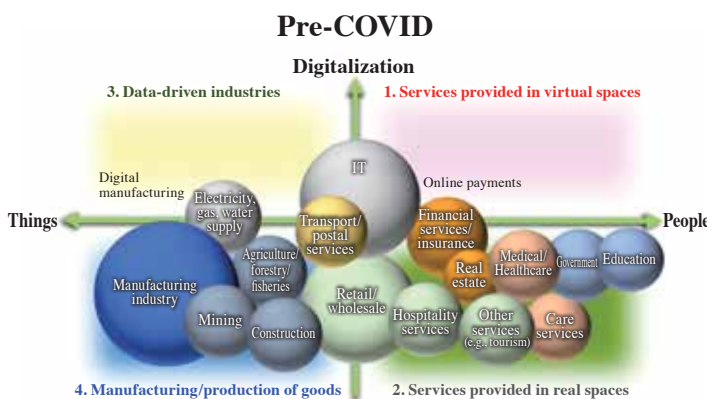 Pre-COVID
Digitalization
3. Data-driven industries
1. Services provided in virtual spaces
IT
Digital
manufacturing
Online payments
Electricity,
gas, water
supply
Transport/
postal
services
Financial
services/
insurance
Things
People
Agriculture/
forestry/
fisheries
Real
estate
Medical/
Healthcare
Government
Education
Manufacturing
industry
Retail/
wholesale
Mining
Construction
Hospitality
services
Other
services
(e.g., tourism)
Care
services
4. Manufacturing/production of goods
2. Services provided in real spaces